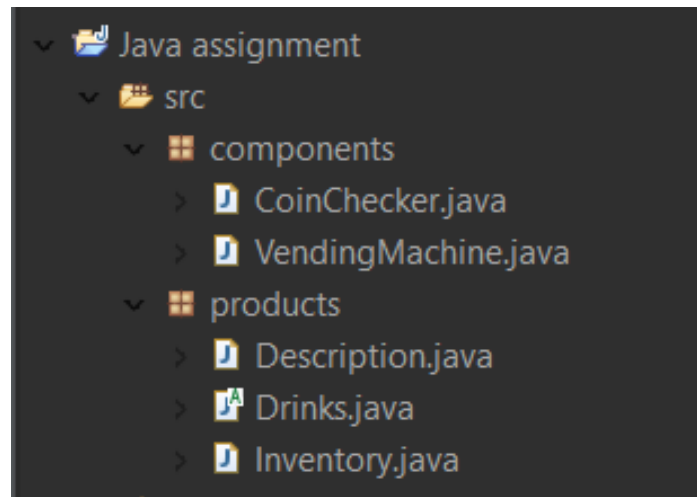 Java assignment
src
components
CoinChecker.java
VendingMachine.java
products
Description.java
Drinks.java
Inventory.java